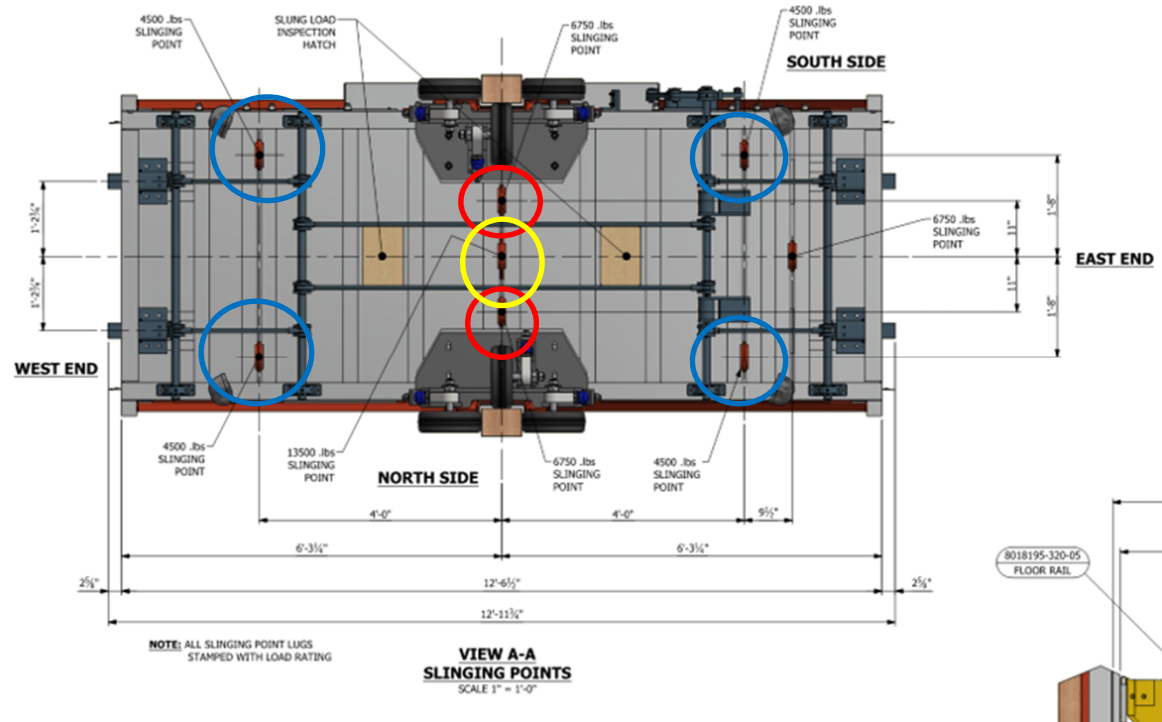 4500 .lbs
SLINGING
POINT
SLUNG LOAD
INSPECTION
HATCH
6750 .lbs
SLINGING
POINT
4500 .lbs
SLINGING
POINT
SOUTH SIDE
1'-2¾"
1'-2¾"
11"
11"
1'-8"
1'-8"
6750 .lbs
SLINGING
POINT
EAST END
WEST END
4500 .lbs
SLINGING
POINT
13500 .lbs
SLINGING
POINT
NORTH SIDE
6750 .lbs
SLINGING
POINT
4500 .lbs
SLINGING
POINT
4'-0"
4'-0"
9½"
6'-3¼"
6'-3¼"
2⅝"
12'-6½"
2⅝"
12'-11¾"
8018195-320-05
FLOOR RAIL
NOTE: ALL SLINGING POINT LUGS
STAMPED WITH LOAD RATING
VIEW A-A
SLINGING POINTS
SCALE 1" = 1'-0"